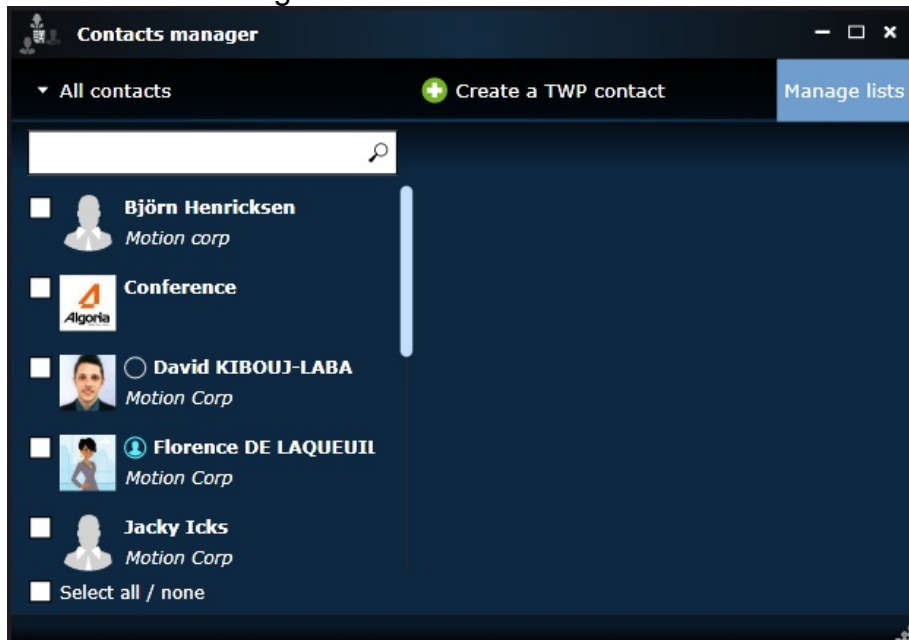 Contacts manager
All contacts
Create a TWP contact
Manage lists
Björn Henricksen
Motion corp
Conference
Algoria
David KIBOUJ-LABA
Motion Corp
Florence DE LAQUEUIL
Motion Corp
Jacky Icks
Motion Corp
Select all / none